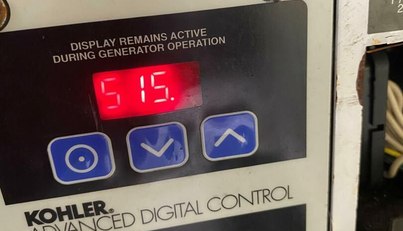 DISPLAY REMAINS ACTIVE
DURING GENERATOR OPERATION
515.
KOHLER®
ADVANCED DIGITAL CONTROL